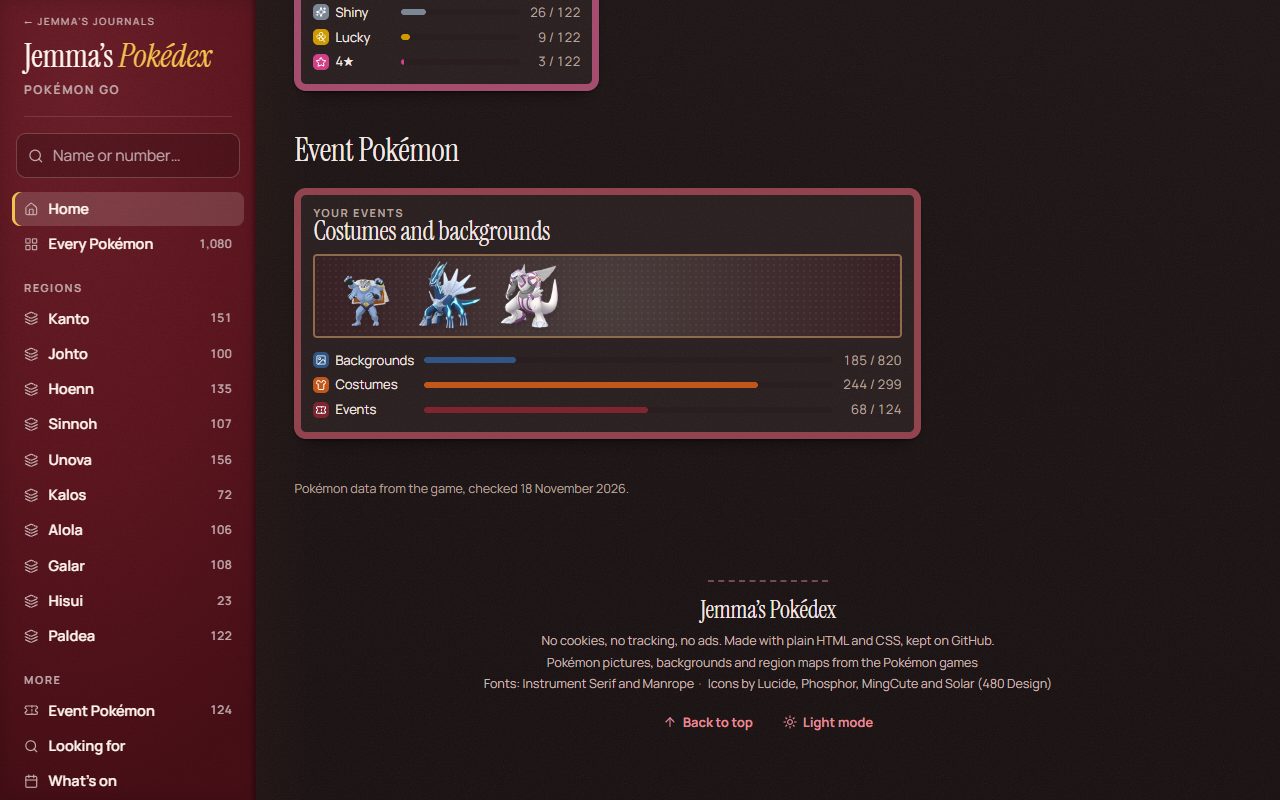 ← JEMMA'S JOURNALS
Jemma's Pokédex
POKÉMON GO
Name or number...
Home
Every Pokémon 1,080
REGIONS
Kanto 151
Johto 100
Hoenn 135
Sinnoh 107
Unova 156
Kalos 72
Alola 106
Galar 108
Hisui 23
Paldea 122
MORE
Event Pokémon 124
Looking for
What's on
Shiny 26 / 122
Lucky 9 / 122
4★ 3 / 122
Event Pokémon
YOUR EVENTS
Costumes and backgrounds
Backgrounds 185 / 820
Costumes 244 / 299
Events 68 / 124
Pokémon data from the game, checked 18 November 2026.
Jemma's Pokédex
No cookies, no tracking, no ads. Made with plain HTML and CSS, kept on GitHub.
Pokémon pictures, backgrounds and region maps from the Pokémon games
Fonts: Instrument Serif and Manrope · Icons by Lucide, Phosphor, MingCute and Solar (480 Design)
↑ Back to top Light mode